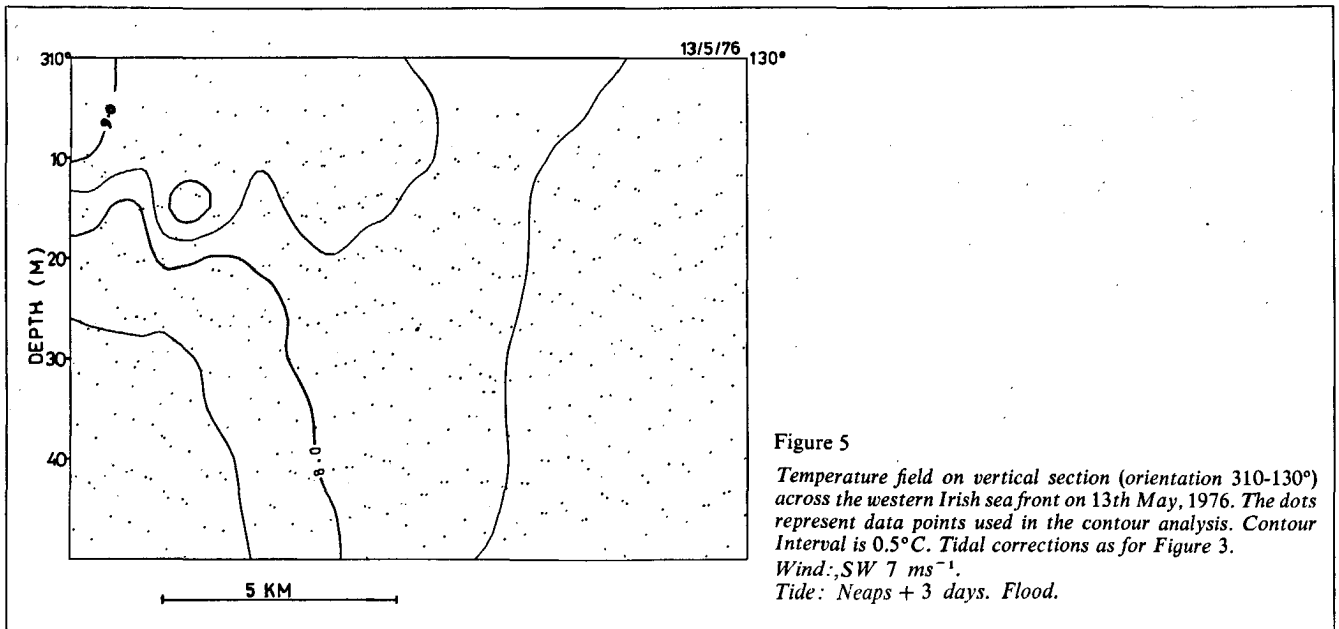 310° 13/5/76 130°
9.0
10
20
DEPTH (M)
30
8.0
40
5 KM
Figure 5
Temperature field on vertical section (orientation 310-130°)
across the western Irish sea front on 13th May, 1976. The dots
represent data points used in the contour analysis. Contour
Interval is 0.5°C. Tidal corrections as for Figure 3.
Wind:,SW 7 ms⁻¹.
Tide: Neaps + 3 days. Flood.